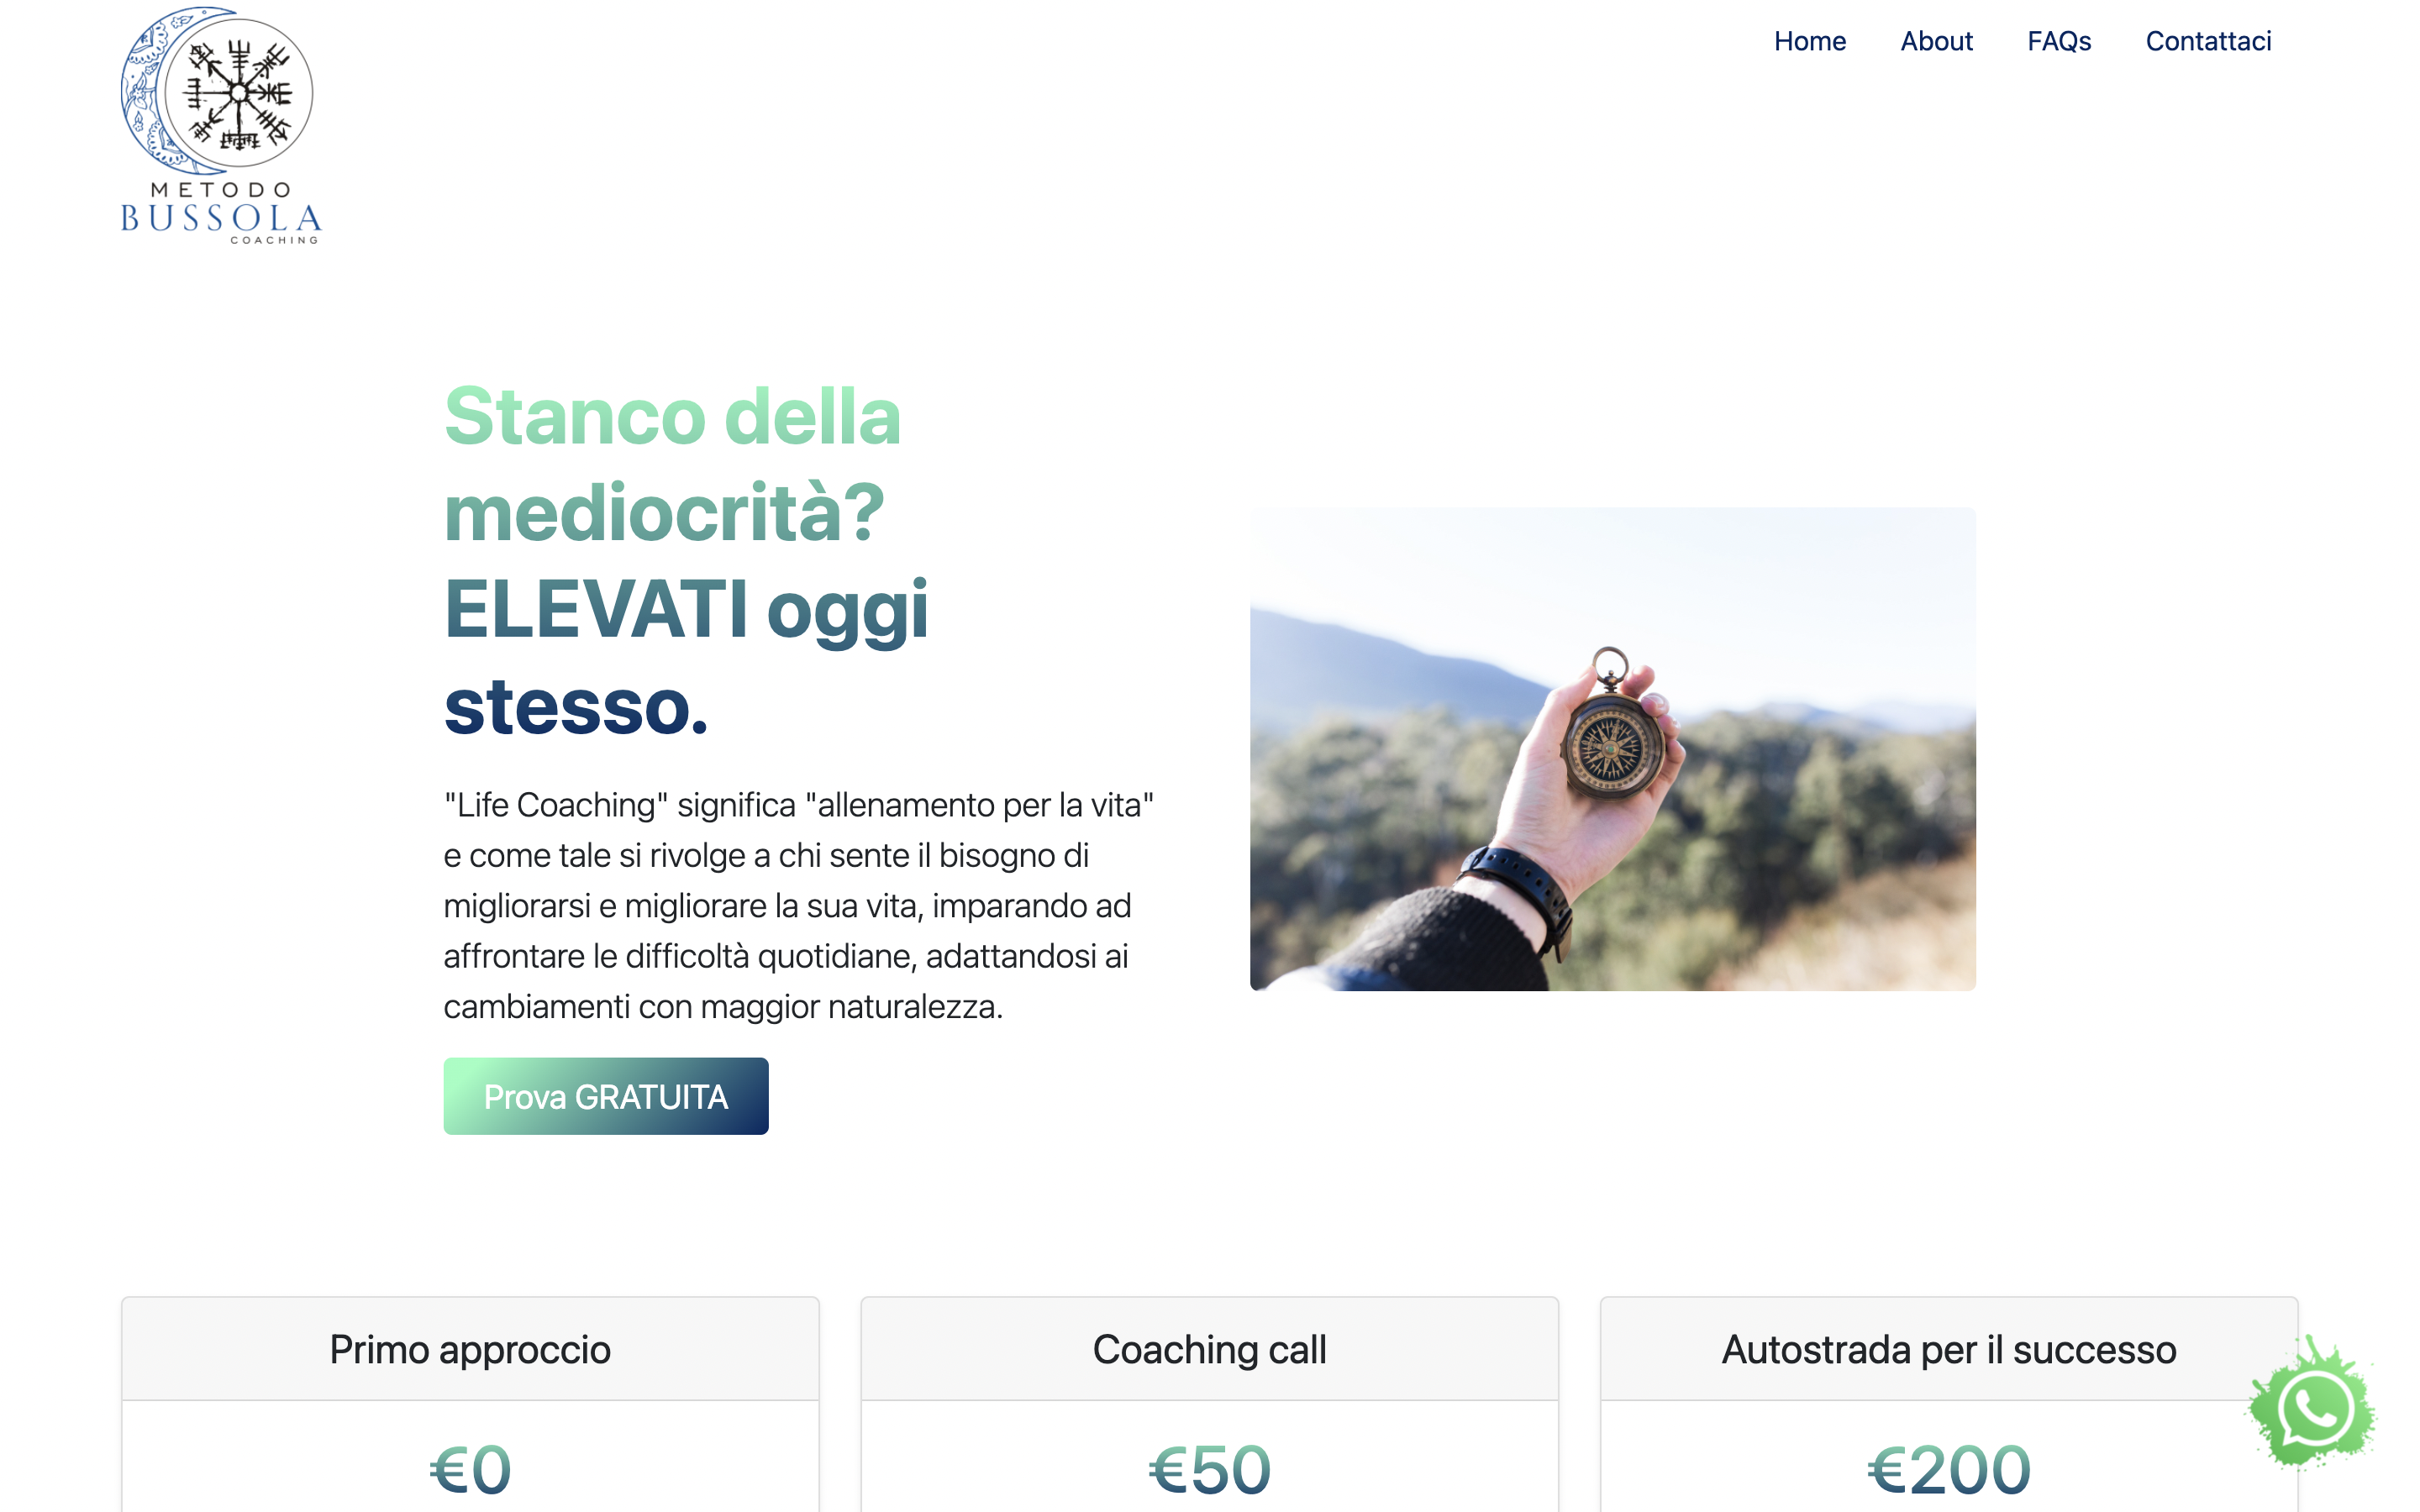 METODO
BUSSOLA
COACHING
Home About FAQs Contattaci
Stanco della
mediocrità?
ELEVATI oggi
stesso.
"Life Coaching" significa "allenamento per la vita"
e come tale si rivolge a chi sente il bisogno di
migliorarsi e migliorare la sua vita, imparando ad
affrontare le difficoltà quotidiane, adattandosi ai
cambiamenti con maggior naturalezza.
Prova GRATUITA
Primo approccio
€0
Coaching call
€50
Autostrada per il successo
€200